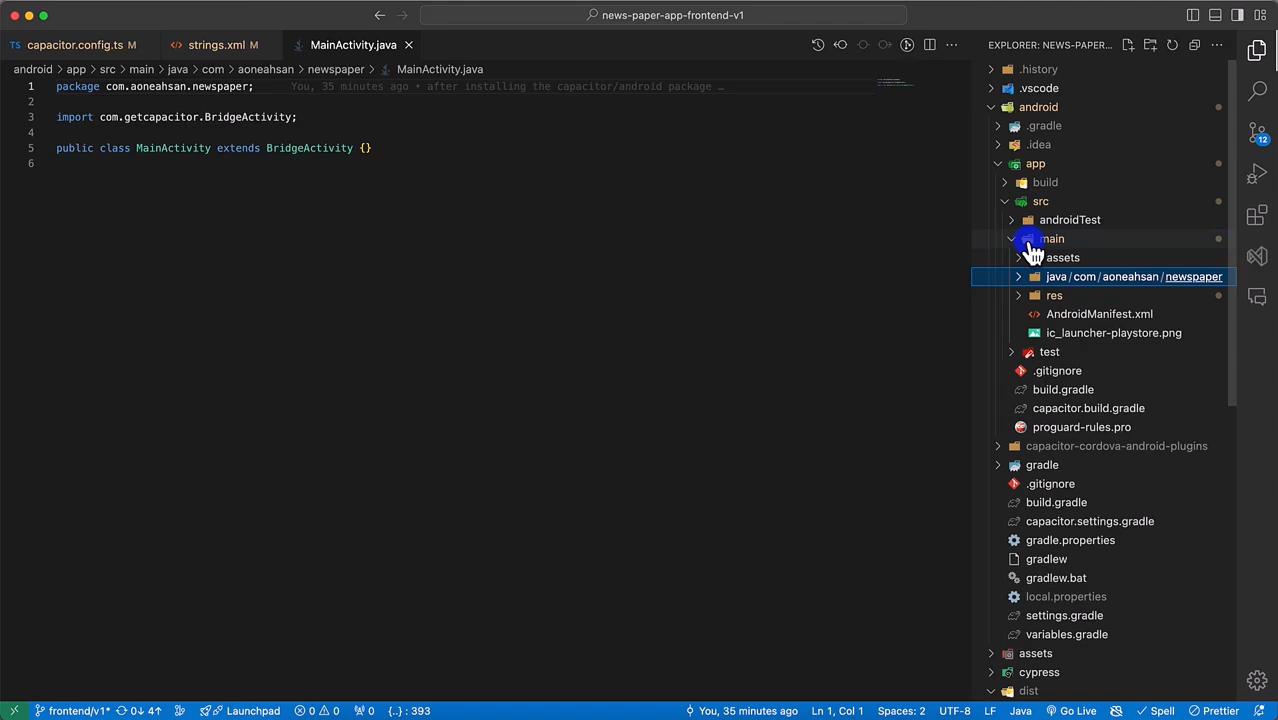 news-paper-app-frontend-v1
capacitor.config.ts M
strings.xml M
MainActivity.java
EXPLORER: NEWS-PAPER...
android
app
src
main
java
com
aoneahsan
newspaper
MainActivity.java
1 package com.aoneahsan.newspaper; You, 35 minutes ago • after installing the capacitor/android package …
2
3 import com.getcapacitor.BridgeActivity;
4
5 public class MainActivity extends BridgeActivity {}
6
.history
.vscode
android
.gradle
.idea
app
build
src
androidTest
main
assets
java/com/aoneahsan/newspaper
res
AndroidManifest.xml
ic_launcher-playstore.png
test
.gitignore
build.gradle
capacitor.build.gradle
proguard-rules.pro
capacitor-cordova-android-plugins
gradle
.gitignore
build.gradle
capacitor.settings.gradle
gradle.properties
gradlew
gradlew.bat
local.properties
settings.gradle
variables.gradle
assets
cypress
dist
12
frontend/v1* 0↓ 4↑ Launchpad 0 0 0 {..} : 393 You, 35 minutes ago Ln 1, Col 1 Spaces: 2 UTF-8 LF Java Go Live Spell Prettier